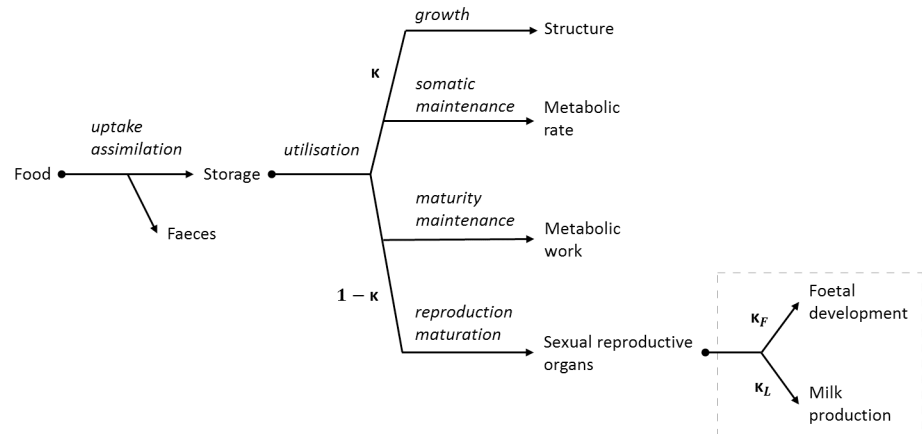 growth
Structure
κ
somatic
maintenance
Metabolic
rate
uptake
assimilation
utilisation
Food
Storage
Faeces
maturity
maintenance
Metabolic
work
1 − κ
reproduction
maturation
Sexual reproductive
organs
κF
Foetal
development
κL
Milk
production